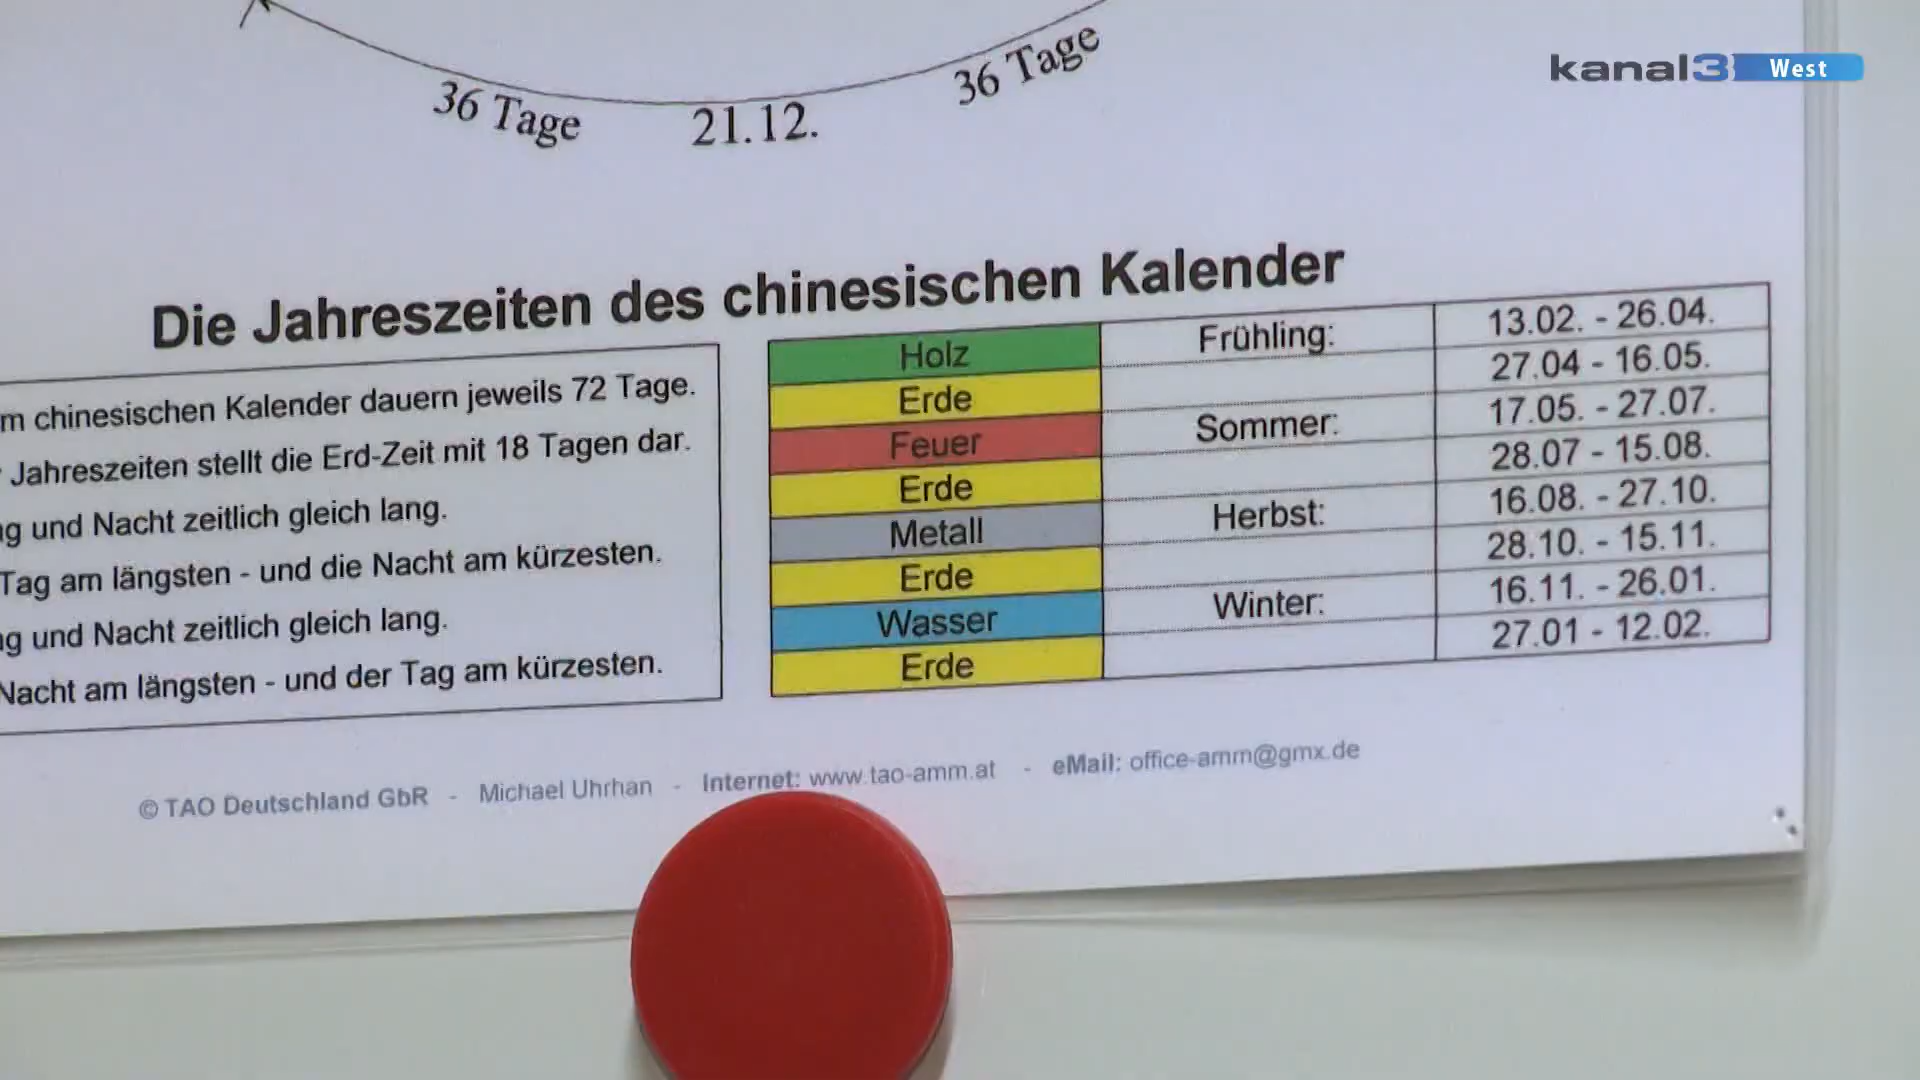 kanal3 West
36 Tage
21.12.
36 Tage
Die Jahreszeiten des chinesischen Kalender
m chinesischen Kalender dauern jeweils 72 Tage.
Jahreszeiten stellt die Erd-Zeit mit 18 Tagen dar.
g und Nacht zeitlich gleich lang.
Tag am längsten - und die Nacht am kürzesten.
g und Nacht zeitlich gleich lang.
Nacht am längsten - und der Tag am kürzesten.
Holz Frühling: 13.02. - 26.04.
Erde 27.04 - 16.05.
Feuer Sommer: 17.05. - 27.07.
Erde 28.07 - 15.08.
Metall Herbst: 16.08. - 27.10.
Erde 28.10. - 15.11.
Wasser Winter: 16.11. - 26.01.
Erde 27.01 - 12.02.
© TAO Deutschland GbR - Michael Uhrhan - Internet: www.tao-amm.at - eMail: office-amm@gmx.de